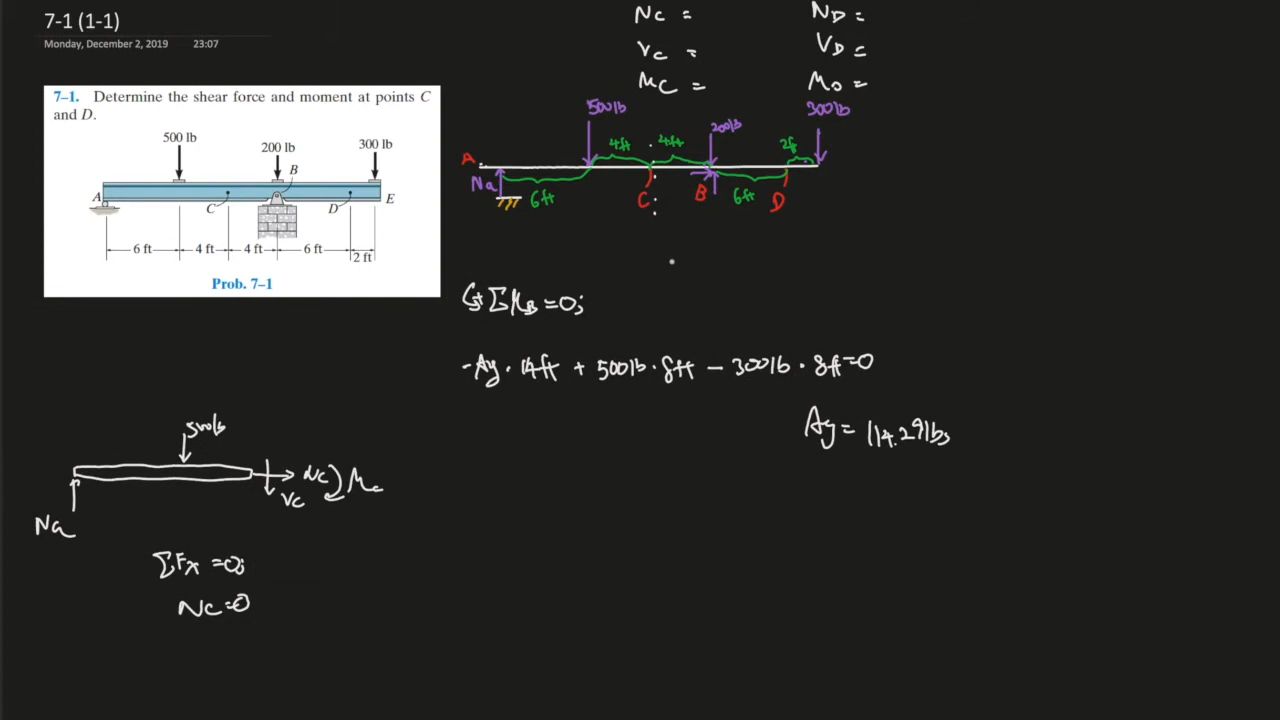 7-1 (1-1)
Monday, December 2, 2019 23:07
7–1. Determine the shear force and moment at points C
and D.
500 lb
200 lb
300 lb
B
A
C
D
E
6 ft
4 ft
4 ft
6 ft
2 ft
Prob. 7–1
Nc = ND =
Vc = VD =
Mc = MD =
500lb
200lb
300lb
4ft
4ft
2ft
A
Na
6ft
C
B
6ft
D
↺+ ΣMB = 0;
-Ay · 14ft + 500lb · 8ft – 300lb · 8ft = 0
Ay = 114.29lbs
500lb
Nc
Vc
Mc
Na
ΣFx = 0;
Nc = 0